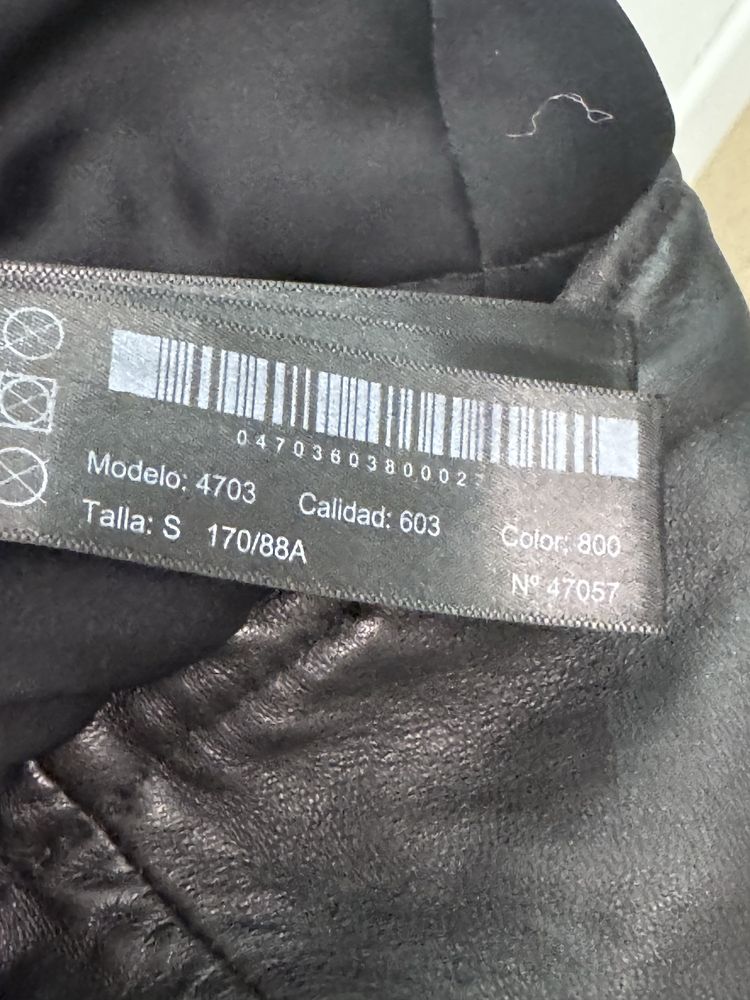 0470360380002
Modelo: 4703 Calidad: 603 Color: 800
Talla: S 170/88A Nº 47057